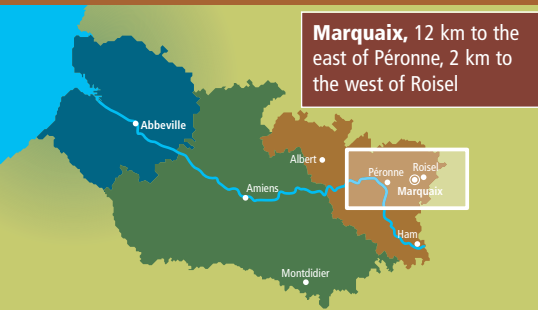 Marquaix, 12 km to the
east of Péronne, 2 km to
the west of Roisel
Abbeville
Albert
Péronne
Roisel
Marquaix
Amiens
Ham
Montdidier